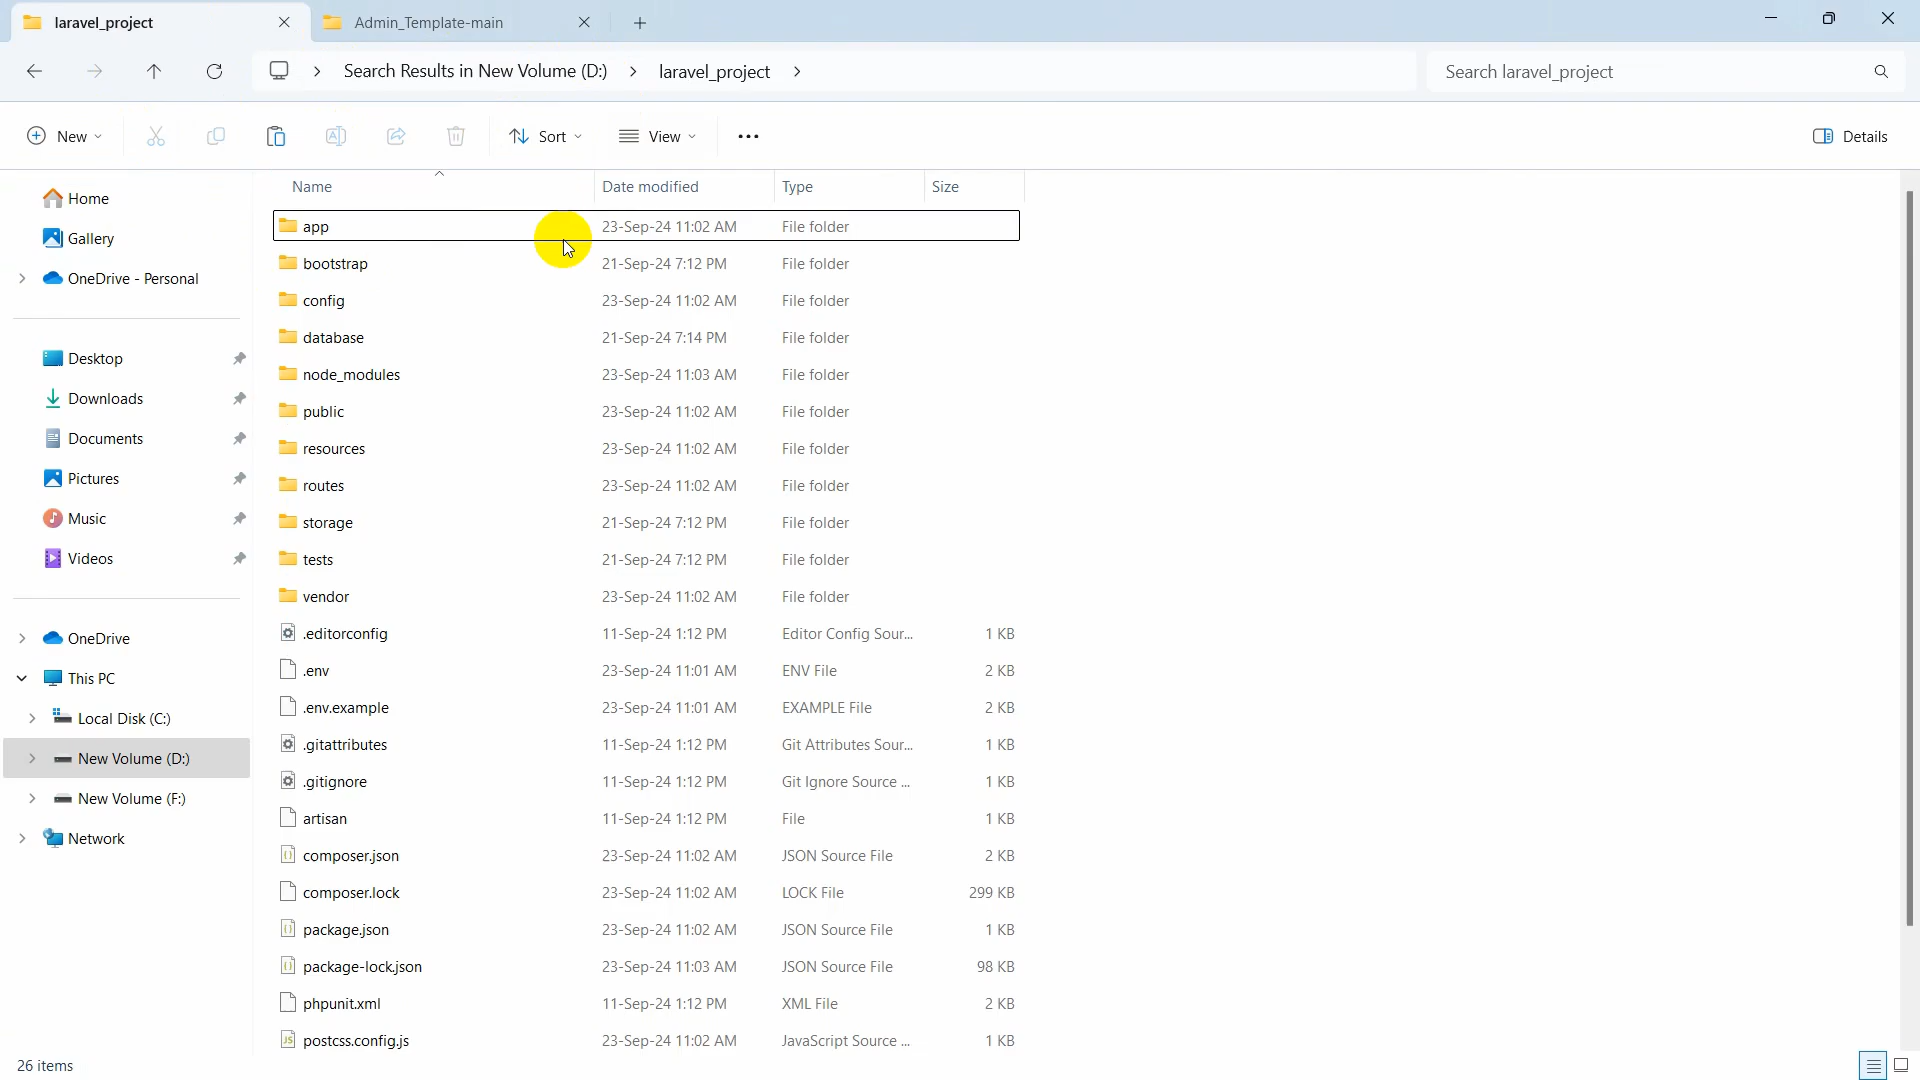 laravel_project
Admin_Template-main
Search Results in New Volume (D:) laravel_project
Search laravel_project
New Sort View Details
Home
Gallery
OneDrive - Personal
Desktop
Downloads
Documents
Pictures
Music
Videos
OneDrive
This PC
Local Disk (C:)
New Volume (D:)
New Volume (F:)
Network
Name Date modified Type Size
app 23-Sep-24 11:02 AM File folder
bootstrap 21-Sep-24 7:12 PM File folder
config 23-Sep-24 11:02 AM File folder
database 21-Sep-24 7:14 PM File folder
node_modules 23-Sep-24 11:03 AM File folder
public 23-Sep-24 11:02 AM File folder
resources 23-Sep-24 11:02 AM File folder
routes 23-Sep-24 11:02 AM File folder
storage 21-Sep-24 7:12 PM File folder
tests 21-Sep-24 7:12 PM File folder
vendor 23-Sep-24 11:02 AM File folder
.editorconfig 11-Sep-24 1:12 PM Editor Config Sour... 1 KB
.env 23-Sep-24 11:01 AM ENV File 2 KB
.env.example 23-Sep-24 11:01 AM EXAMPLE File 2 KB
.gitattributes 11-Sep-24 1:12 PM Git Attributes Sour... 1 KB
.gitignore 11-Sep-24 1:12 PM Git Ignore Source ... 1 KB
artisan 11-Sep-24 1:12 PM File 1 KB
composer.json 23-Sep-24 11:02 AM JSON Source File 2 KB
composer.lock 23-Sep-24 11:02 AM LOCK File 299 KB
package.json 23-Sep-24 11:02 AM JSON Source File 1 KB
package-lock.json 23-Sep-24 11:03 AM JSON Source File 98 KB
phpunit.xml 11-Sep-24 1:12 PM XML File 2 KB
postcss.config.js 23-Sep-24 11:02 AM JavaScript Source ... 1 KB
26 items